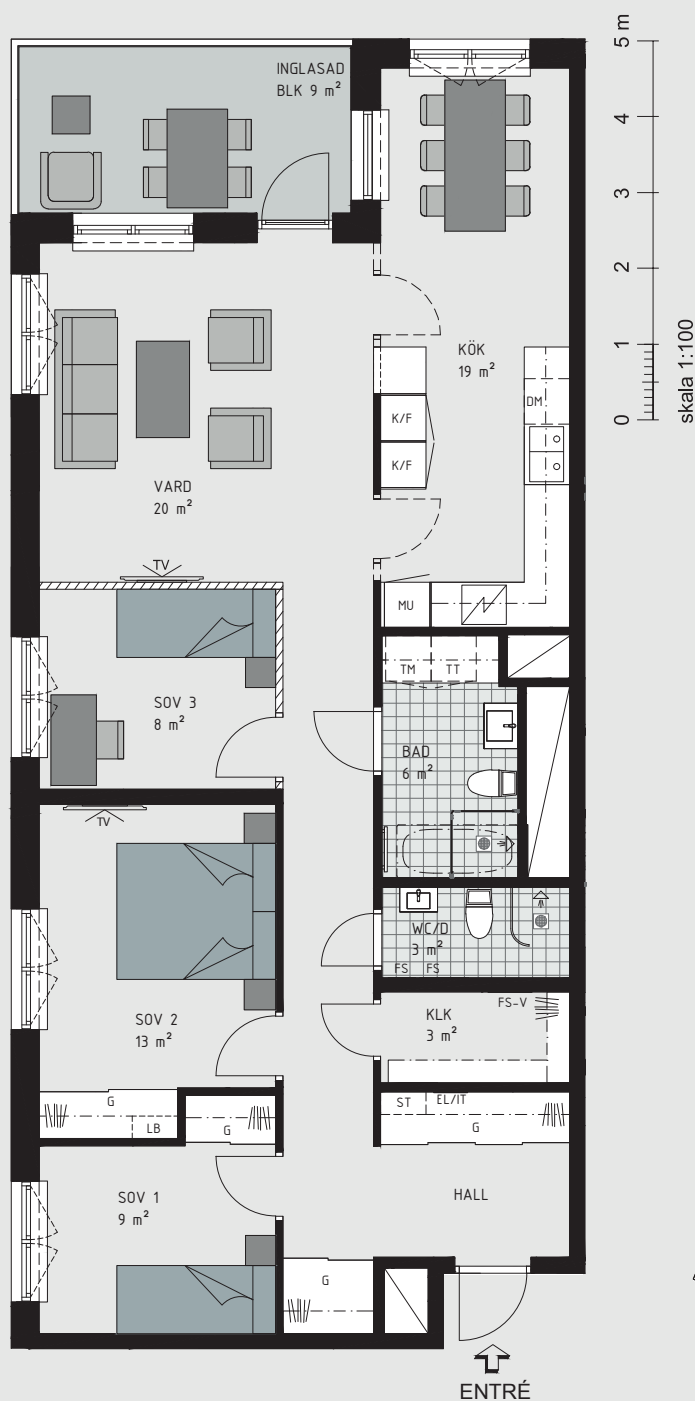 INGLASAD
BLK 9 m²
5 m
4
3
2
1
0
skala 1:100
KÖK
19 m²
DM
K/F
K/F
VARD
20 m²
TV
MU
TM
TT
SOV 3
8 m²
BAD
6 m²
TV
WC/D
3 m²
FS FS
SOV 2
13 m²
KLK
3 m²
FS-V
G
LB
G
ST
EL/IT
G
SOV 1
9 m²
HALL
G
ENTRÉ